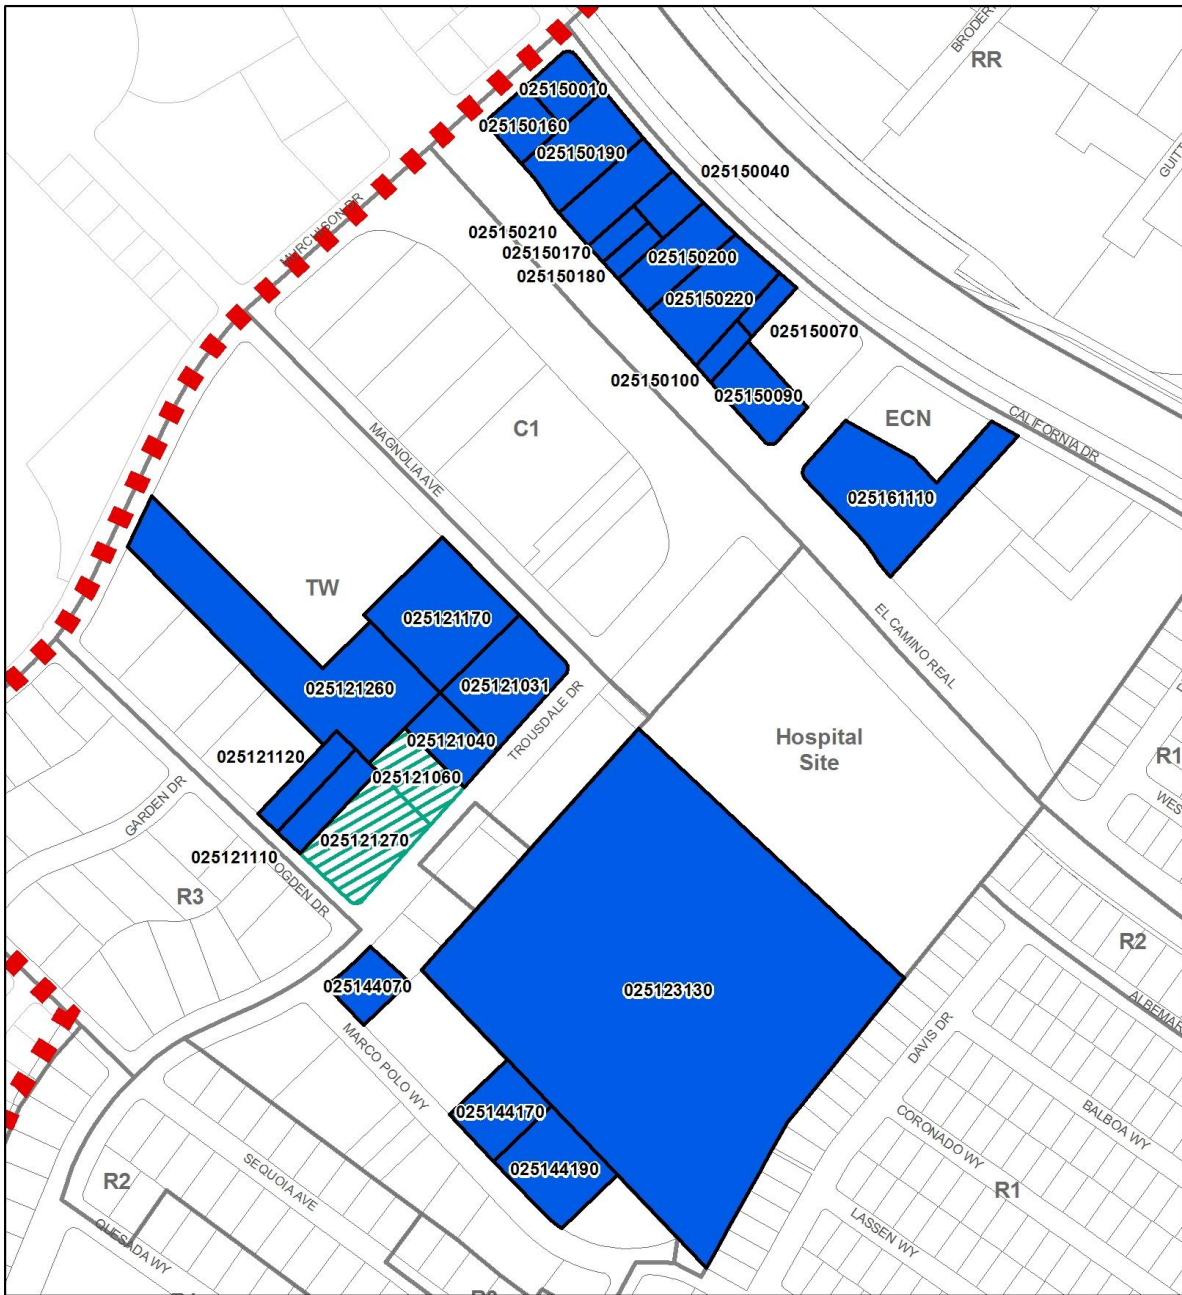 RR
025150010
025150160
025150190
025150040
MURCHISON DR
025150210
025150170
025150180
025150200
025150220
025150070
025150100
025150090
C1
ECN
CALIFORNIA DR
MAGNOLIA AVE
025161110
TW
025121170
EL CAMINO REAL
025121260
025121031
TROUSDALE DR
025121040
025121120
025121060
Hospital
Site
R1
GARDEN DR
025121270
025121110
OGDEN DR
R3
R2
025144070
025123130
DAVIS DR
MARCO POLO WY
025144170
BALBOA WY
CORONADO WY
025144190
R2
SEQUOIA AVE
R1
LASSEN WY
QUESADA WY